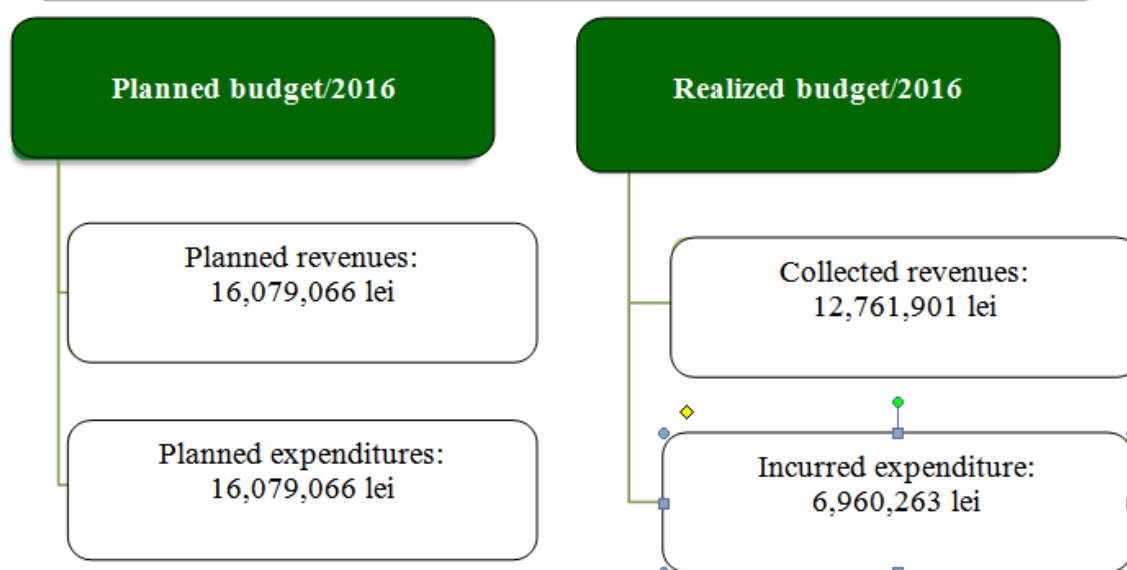 Planned budget/2016
Planned revenues:
16,079,066 lei
Planned expenditures:
16,079,066 lei
Realized budget/2016
Collected revenues:
12,761,901 lei
Incurred expenditure:
6,960,263 lei